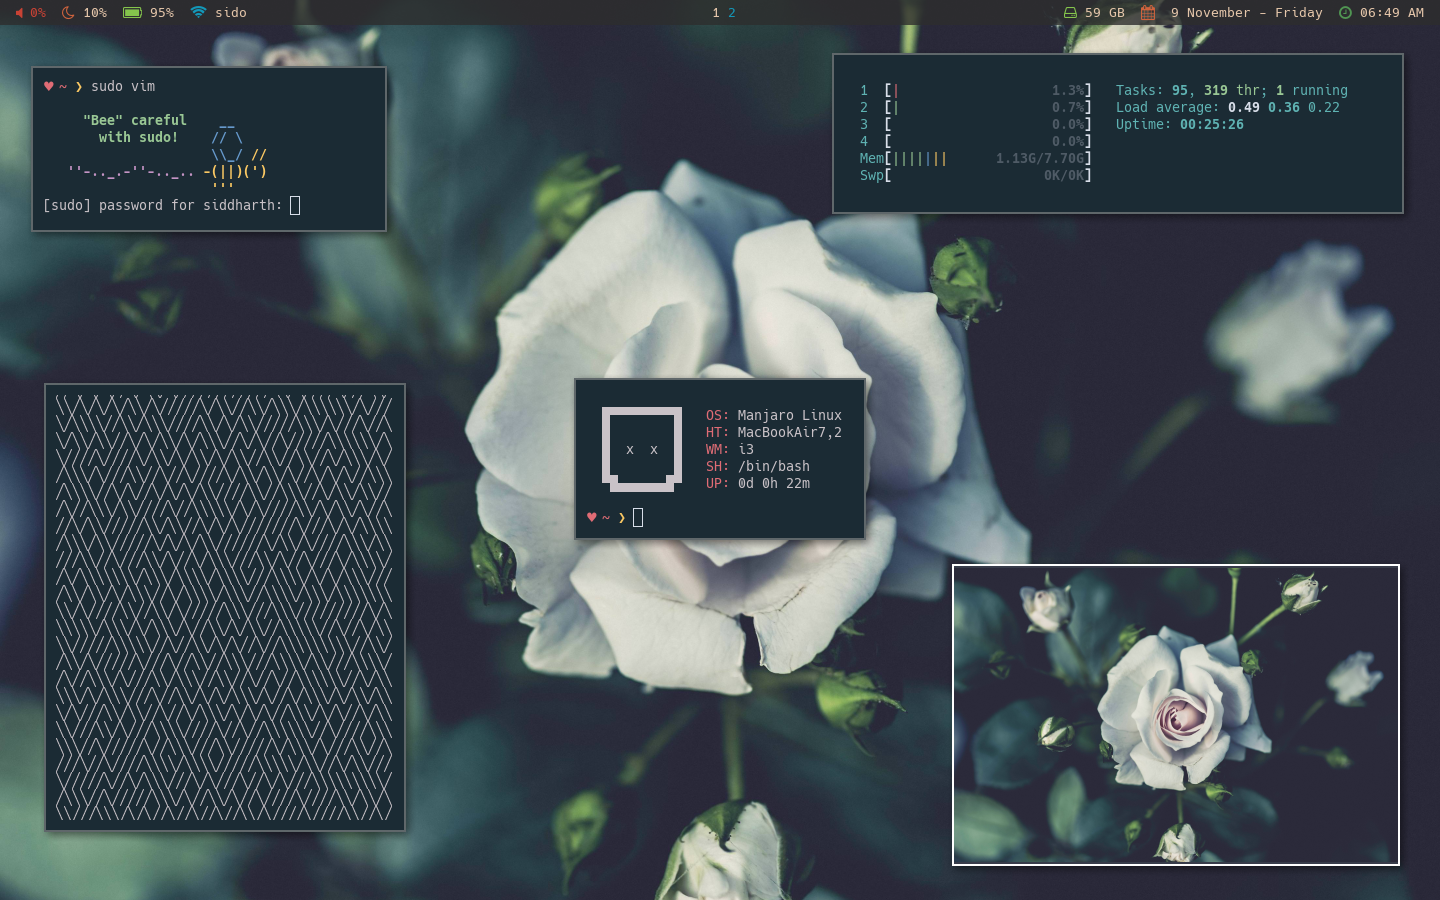 0% 10% 95% sido 1 2 59 GB 9 November - Friday 06:49 AM
♥ ~ ❯ sudo vim
"Bee" careful
with sudo!
[sudo] password for siddharth:
1 [| 1.3%]
2 [| 0.7%]
3 [ 0.0%]
4 [ 0.0%]
Mem[||||||| 1.13G/7.70G]
Swp[ 0K/0K]
Tasks: 95, 319 thr; 1 running
Load average: 0.49 0.36 0.22
Uptime: 00:25:26
x x
OS: Manjaro Linux
HT: MacBookAir7,2
WM: i3
SH: /bin/bash
UP: 0d 0h 22m
♥ ~ ❯